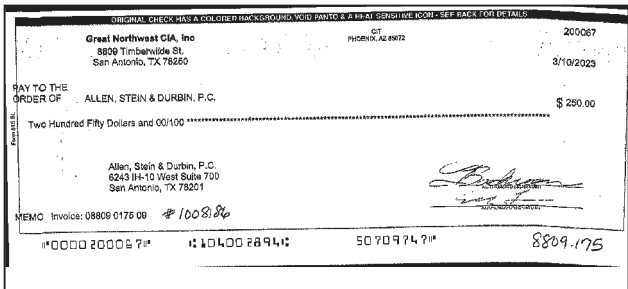 ORIGINAL CHECK HAS A COLORED BACKGROUND, VOID PANTO & A HEAT SENSITIVE ICON - SEE BACK FOR DETAILS
Great Northwest CIA, Inc
8809 Timberwilde St.
San Antonio, TX 78250
CIT
PHOENIX, AZ 85072
200067
3/10/2023
PAY TO THE
ORDER OF ALLEN, STEIN & DURBIN, P.C.
$ 250.00
Two Hundred Fifty Dollars and 00/100
Allen, Stein & Durbin, P.C.
6243 IH-10 West Suite 700
San Antonio, TX 78201
MEMO Invoice: 08809 0175 09 #1008186
⑈0000200067⑈ ⑆104002894⑆ 50709747⑈ 8809-175